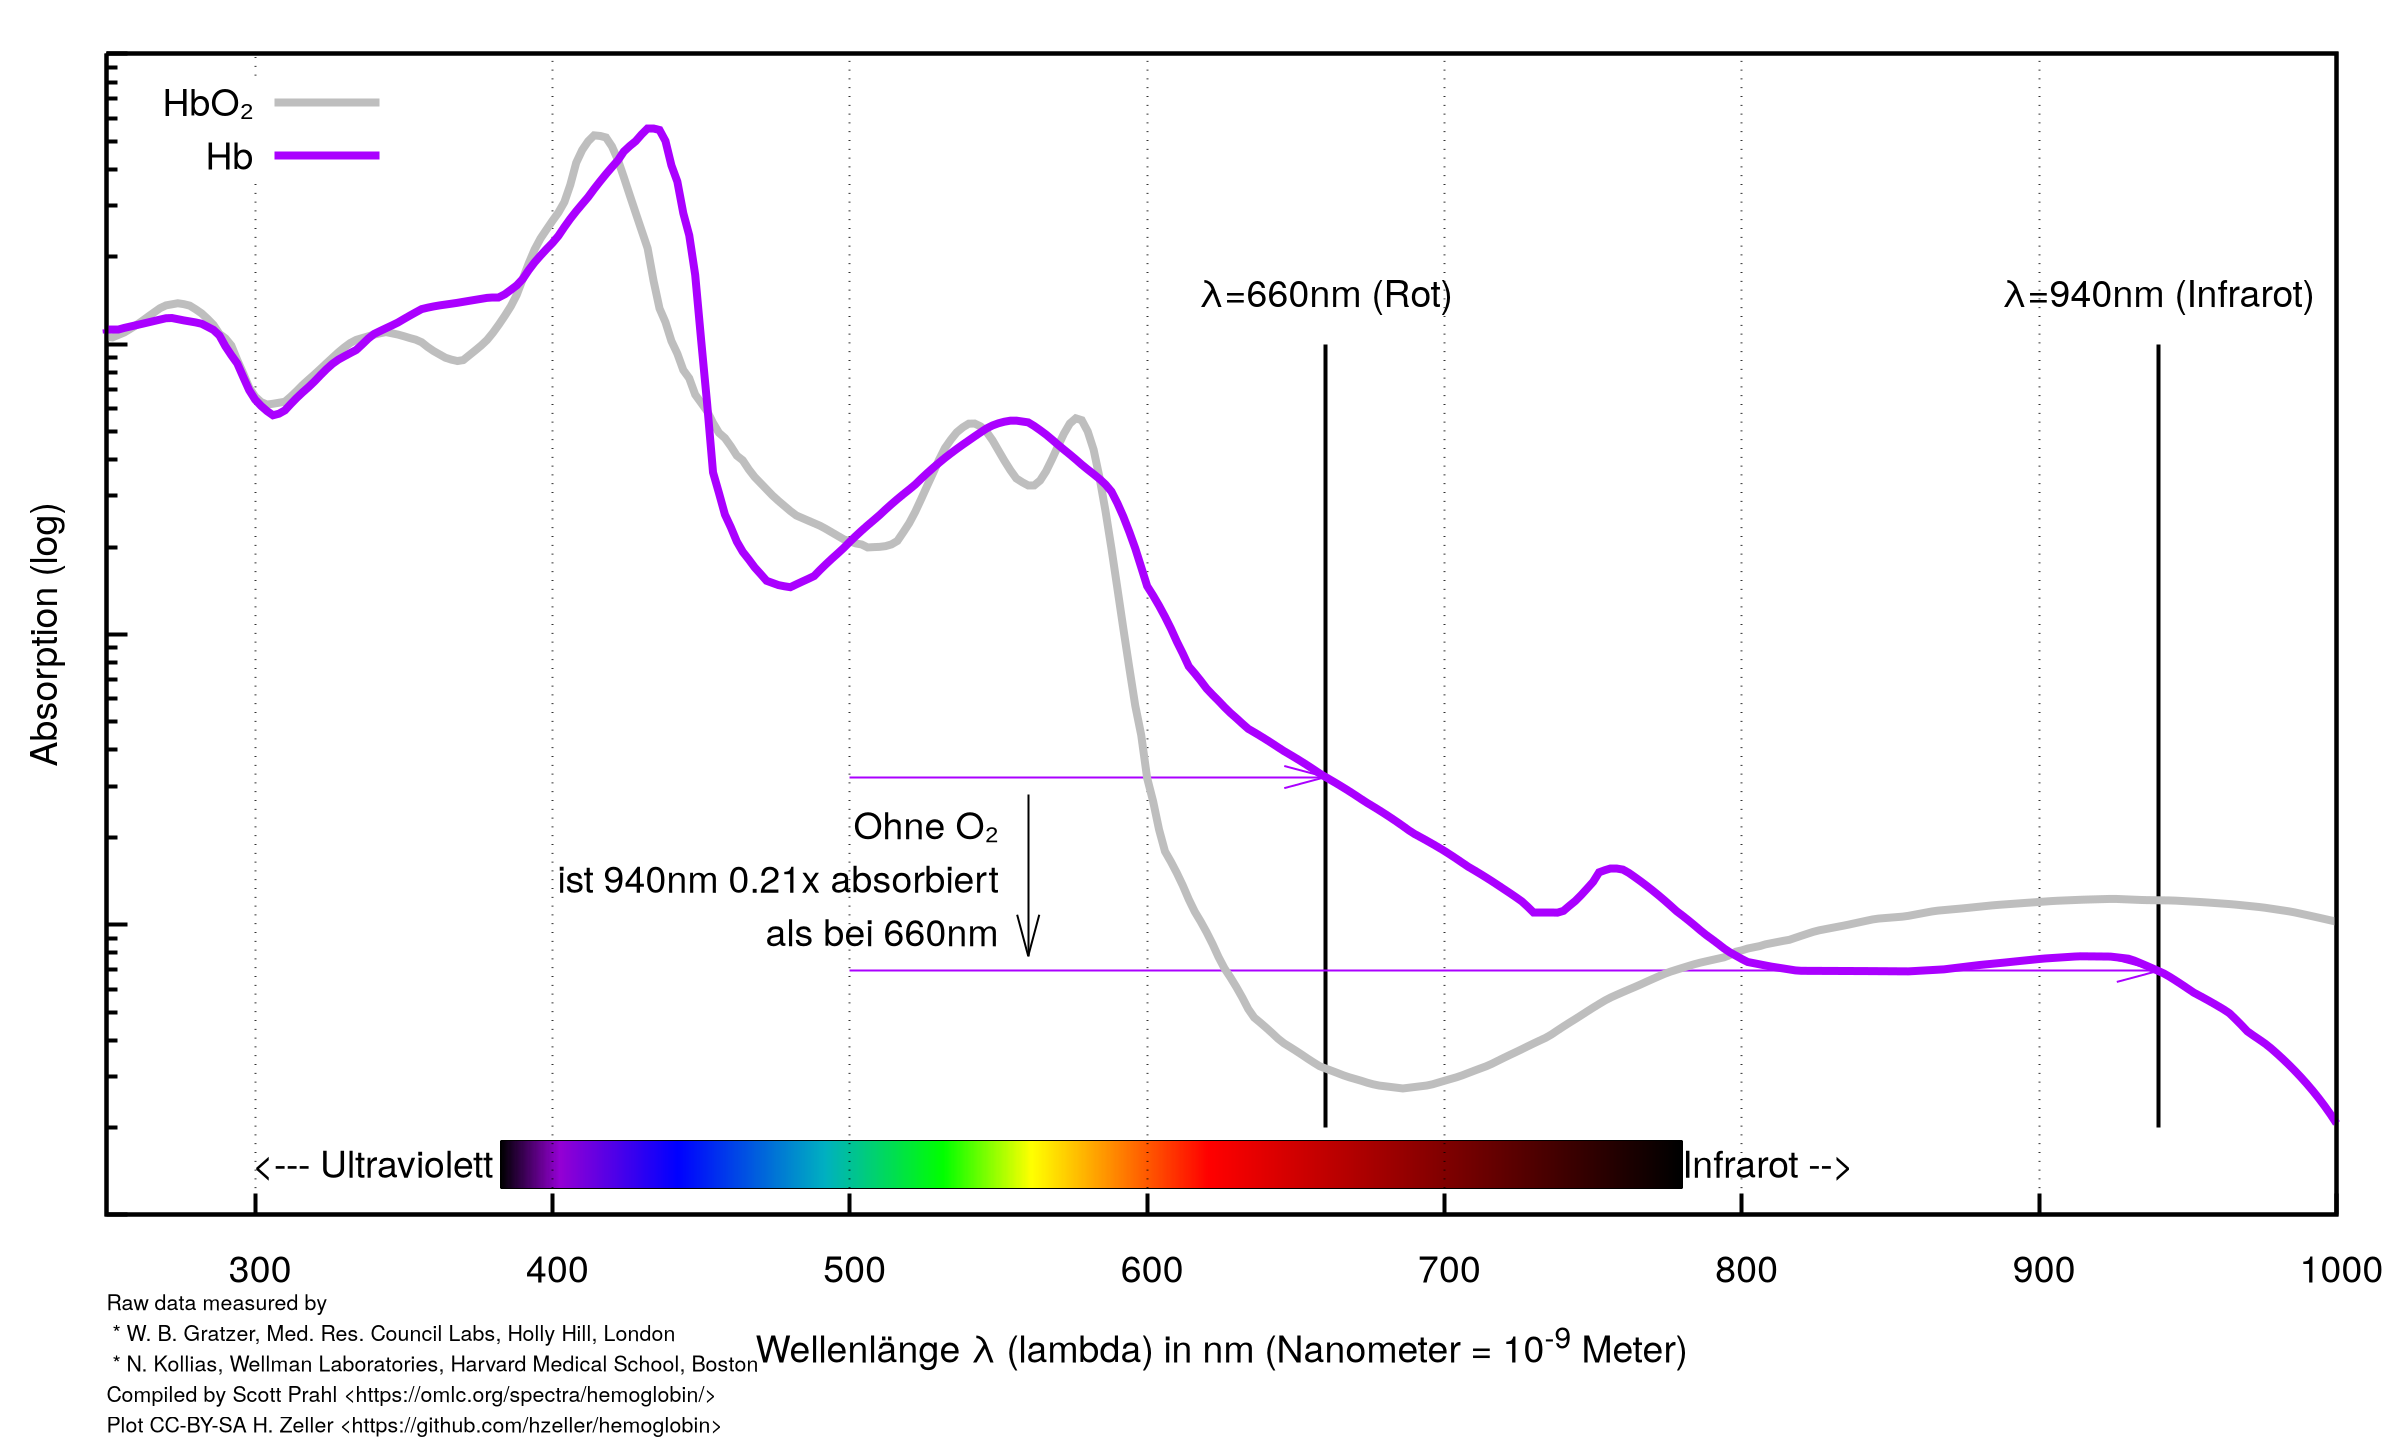 HbO₂
Hb
λ=660nm (Rot)
λ=940nm (Infrarot)
Absorption (log)
Ohne O₂
ist 940nm 0.21x absorbiert
als bei 660nm
<--- Ultraviolett
Infrarot -->
300 400 500 600 700 800 900 1000
Wellenlänge λ (lambda) in nm (Nanometer = 10⁻⁹ Meter)
Raw data measured by
* W. B. Gratzer, Med. Res. Council Labs, Holly Hill, London
* N. Kollias, Wellman Laboratories, Harvard Medical School, Boston
Compiled by Scott Prahl <https://omlc.org/spectra/hemoglobin/>
Plot CC-BY-SA H. Zeller <https://github.com/hzeller/hemoglobin>